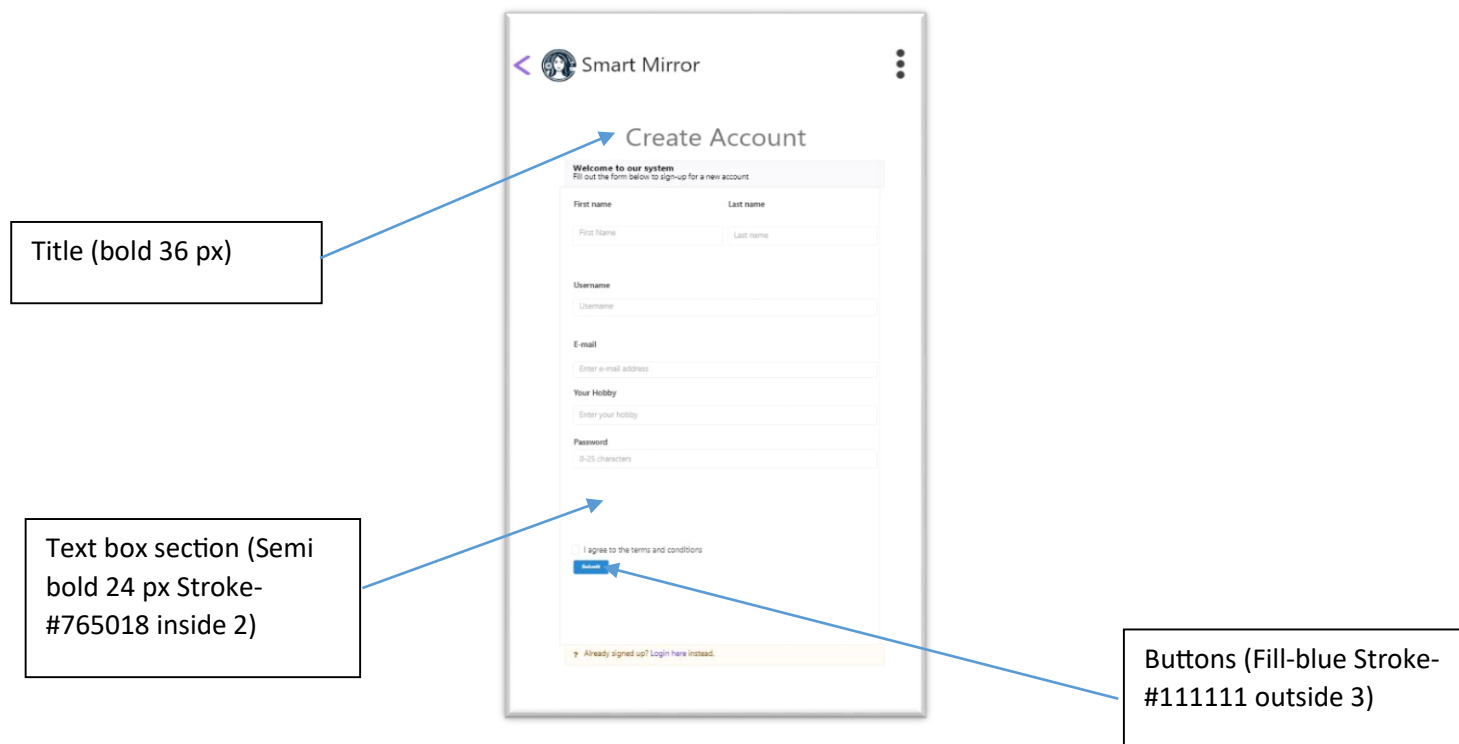 Smart Mirror
Create Account
Welcome to our system
Fill out the form below to sign-up for a new account
First name Last name
First Name Last name
Username
Username
E-mail
Enter e-mail address
Your Hobby
Enter your hobby
Password
8-25 characters
I agree to the terms and conditions
Submit
? Already signed up? Login here instead.
Title (bold 36 px)
Text box section (Semi
bold 24 px Stroke-
#765018 inside 2)
Buttons (Fill-blue Stroke-
#111111 outside 3)